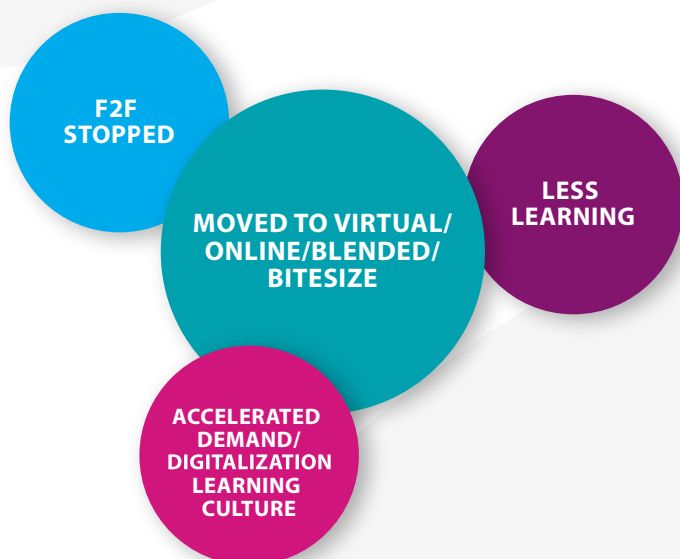 F2F
STOPPED
MOVED TO VIRTUAL/
ONLINE/BLENDED/
BITESIZE
LESS
LEARNING
ACCELERATED
DEMAND/
DIGITALIZATION
LEARNING
CULTURE